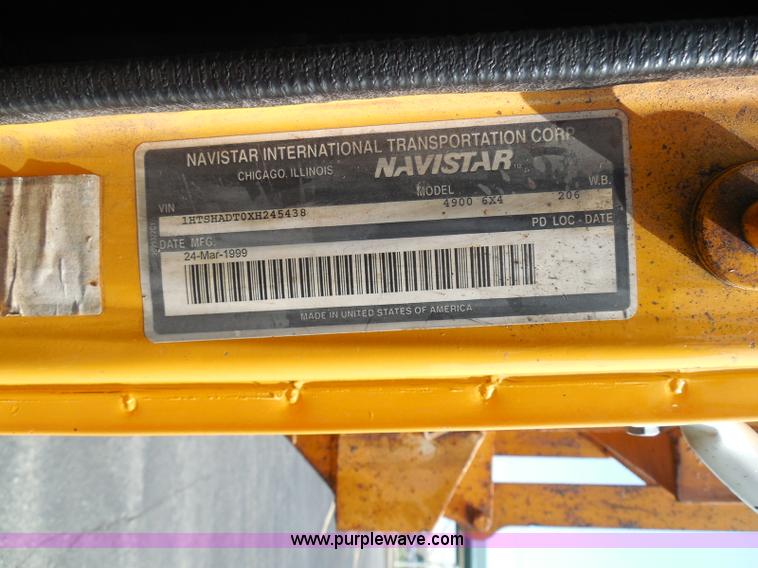 NAVISTAR INTERNATIONAL TRANSPORTATION CORP
CHICAGO, ILLINOIS NAVISTAR
MODEL W.B.
VIN 4900 6X4 206
1HTSHADT0XH245438
DATE MFG. PD LOC - DATE
24-Mar-1999
MADE IN UNITED STATES OF AMERICA
www.purplewave.com